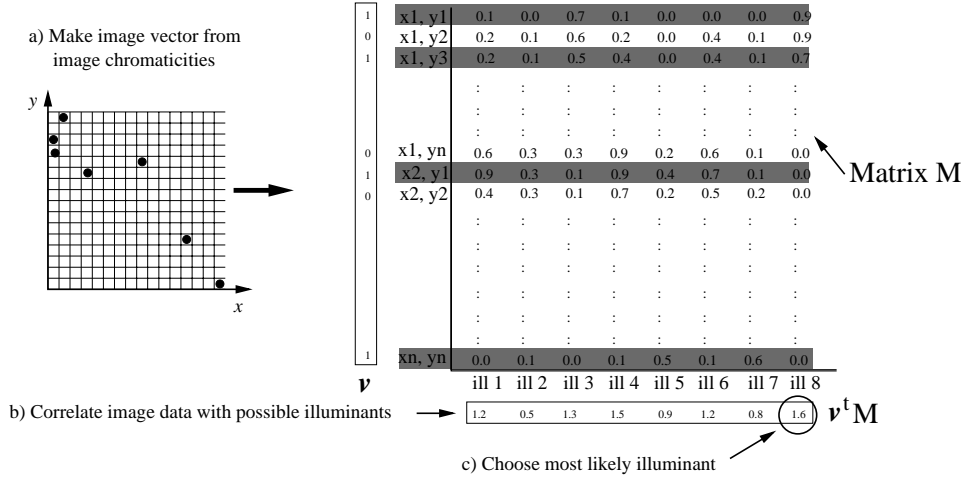 a) Make image vector from
image chromaticities
y
x
1
0
1
0
1
0
1
v
x1, y1 0.1 0.0 0.7 0.1 0.0 0.0 0.0 0.9
x1, y2 0.2 0.1 0.6 0.2 0.0 0.4 0.1 0.9
x1, y3 0.2 0.1 0.5 0.4 0.0 0.4 0.1 0.7
: : : : : : : :
: : : : : : : :
: : : : : : : :
x1, yn 0.6 0.3 0.3 0.9 0.2 0.6 0.1 0.0
x2, y1 0.9 0.3 0.1 0.9 0.4 0.7 0.1 0.0
x2, y2 0.4 0.3 0.1 0.7 0.2 0.5 0.2 0.0
: : : : : : : :
: : : : : : : :
: : : : : : : :
: : : : : : : :
: : : : : : : :
: : : : : : : :
xn, yn 0.0 0.1 0.0 0.1 0.5 0.1 0.6 0.0
ill 1 ill 2 ill 3 ill 4 ill 5 ill 6 ill 7 ill 8
Matrix M
b) Correlate image data with possible illuminants
1.2 0.5 1.3 1.5 0.9 1.2 0.8 1.6
v^t M
c) Choose most likely illuminant